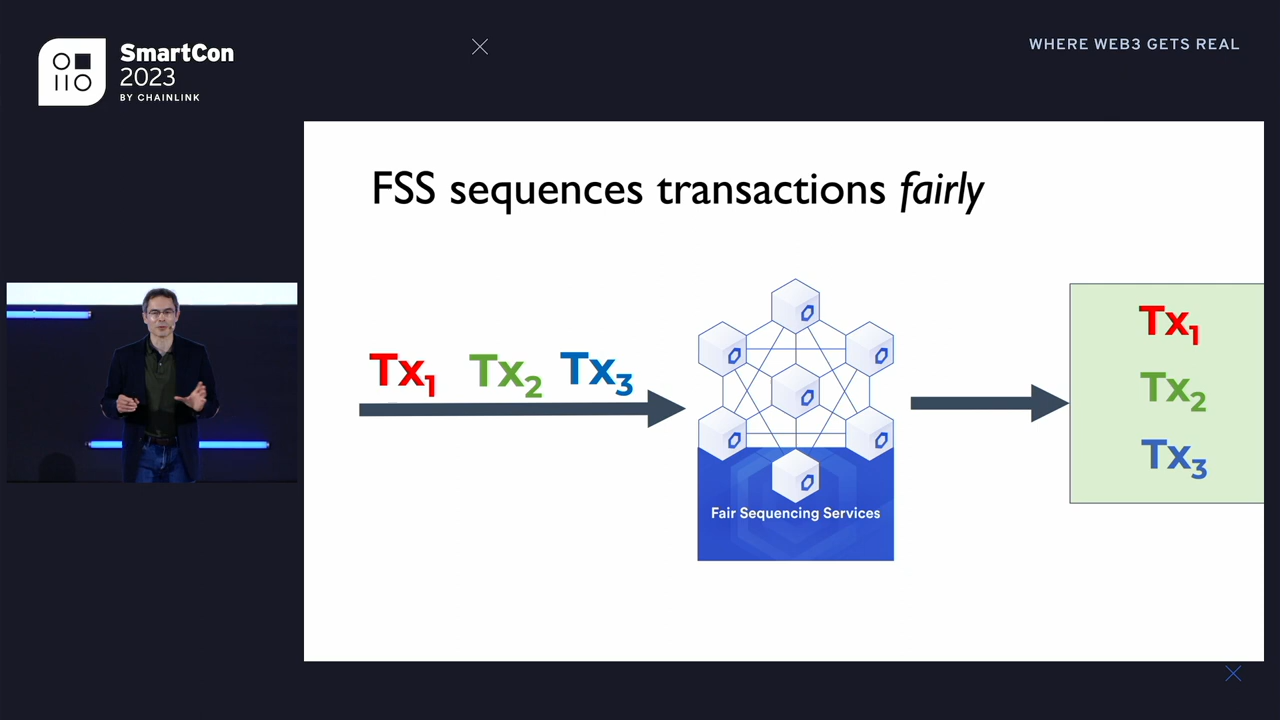 SmartCon
2023
BY CHAINLINK
WHERE WEB3 GETS REAL
FSS sequences transactions fairly
Tx1 Tx2 Tx3
Fair Sequencing Services
Tx1
Tx2
Tx3